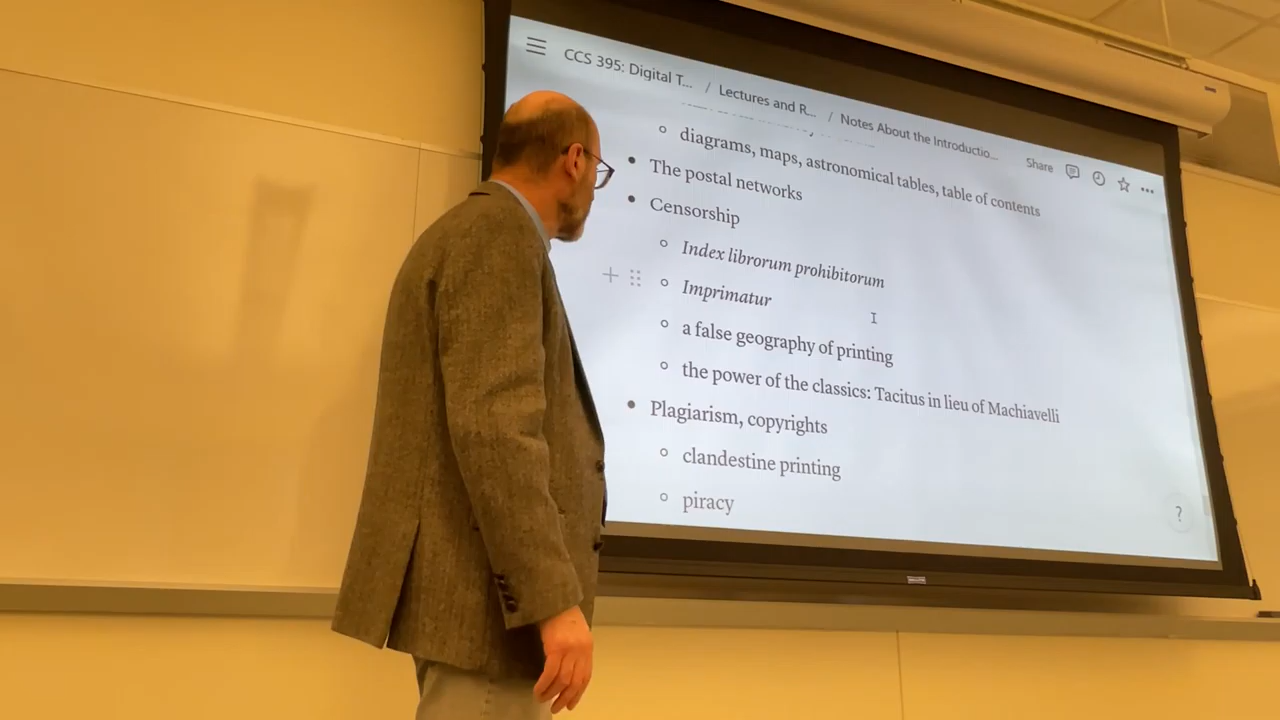 CCS 395: Digital T... / Lectures and R... / Notes About the Introductio...
Share
diagrams, maps, astronomical tables, table of contents
The postal networks
Censorship
Index librorum prohibitorum
Imprimatur
a false geography of printing
the power of the classics: Tacitus in lieu of Machiavelli
Plagiarism, copyrights
clandestine printing
piracy
?